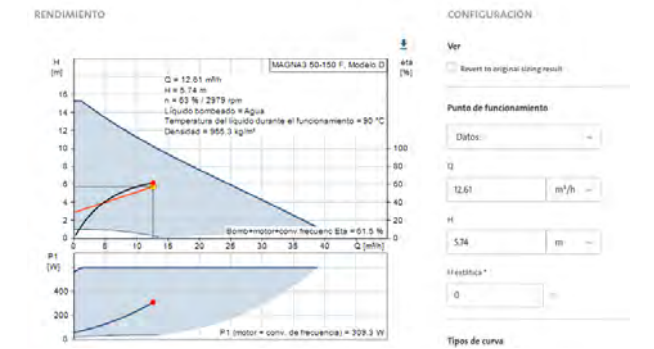 RENDIMIENTO
CONFIGURACIÓN
H
[m]
MAGNA3 50-150 F, Modelo D
eta
[%]
Q = 12.61 m³/h
H = 5.74 m
n = 63 % / 2979 rpm
Líquido bombeado = Agua
Temperatura del líquido durante el funcionamiento = 90 °C
Densidad = 965.3 kg/m³
16
14
12
10
8
6
4
2
0
100
80
60
40
20
0
Bomb+motor+conv.frecuenc Eta = 61.5 %
0 5 10 15 20 25 30 35 40 Q [m³/h]
P1
[W]
400
200
0
P1 (motor + conv. de frecuencia) = 309.3 W
Ver
Revert to original sizing result
Punto de funcionamiento
Datos:
Q
12.61 m³/h
H
5.74 m
H estática *
0
Tipos de curva